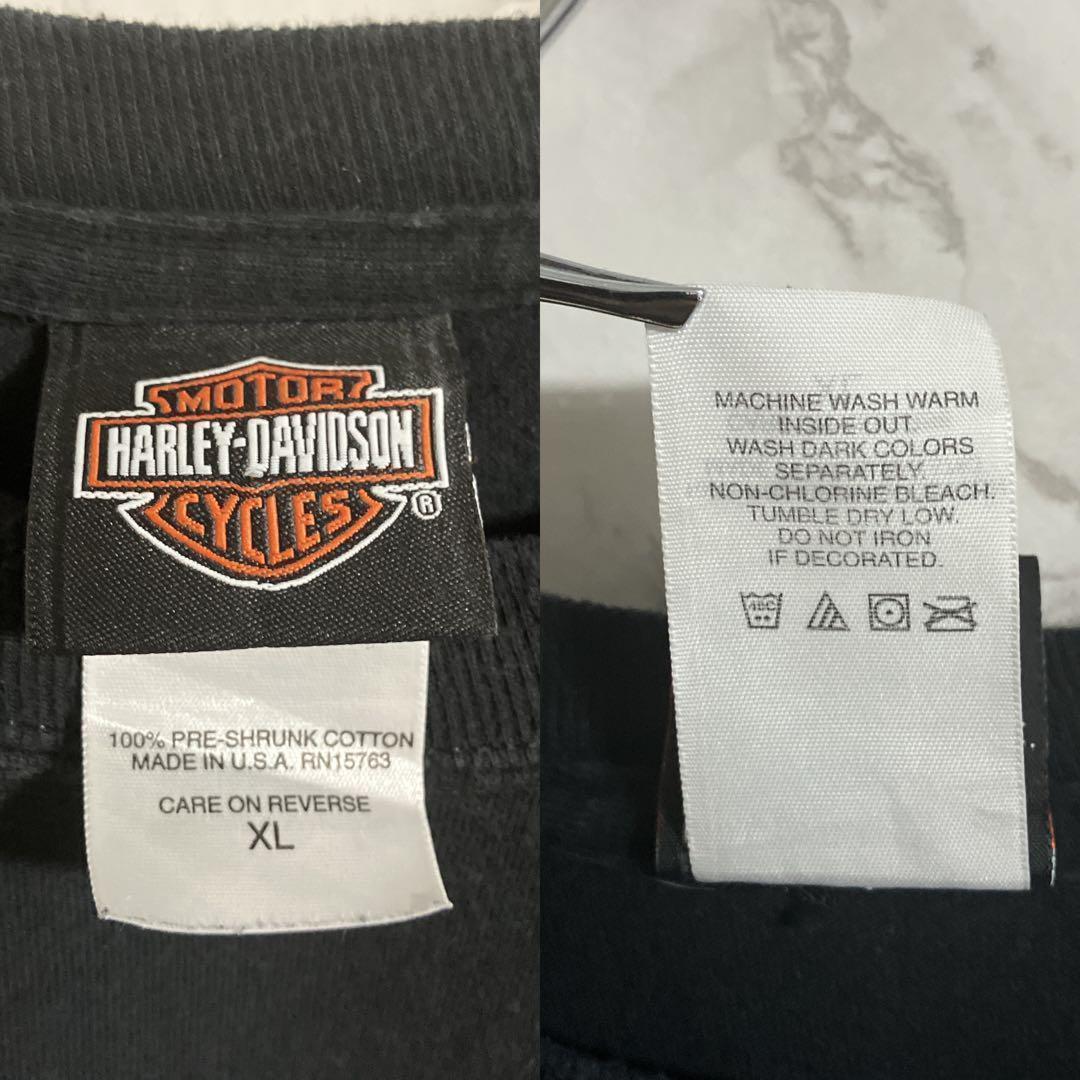 MOTOR
HARLEY-DAVIDSON
CYCLES
®
100% PRE-SHRUNK COTTON
MADE IN U.S.A. RN15763
CARE ON REVERSE
XL
MACHINE WASH WARM
INSIDE OUT.
WASH DARK COLORS
SEPARATELY.
NON-CHLORINE BLEACH.
TUMBLE DRY LOW.
DO NOT IRON
IF DECORATED.